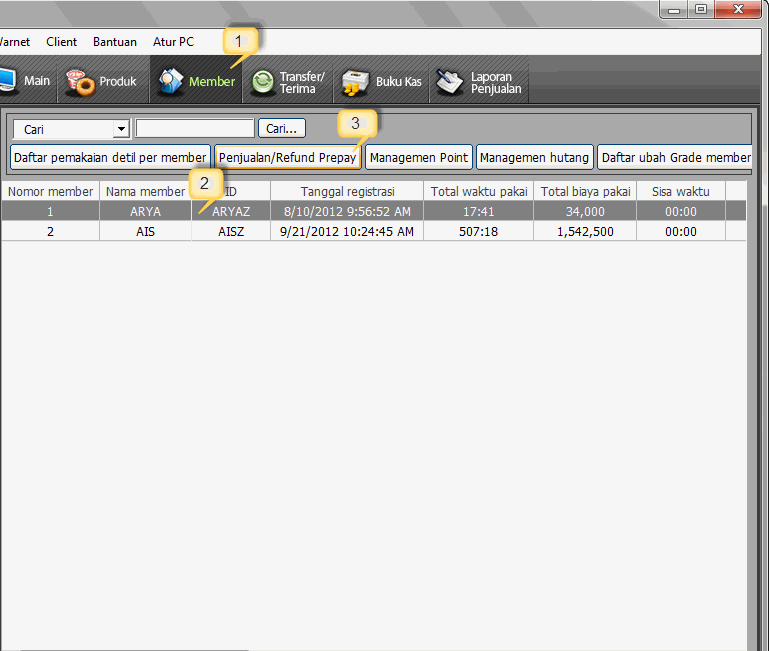 Warnet Client Bantuan Atur PC 1
Main Produk Member Transfer/ Buku Kas Laporan
Terima Penjualan
Cari Cari... 3
Daftar pemakaian detil per member Penjualan/Refund Prepay Managemen Point Managemen hutang Daftar ubah Grade member
Nomor member Nama member 2 ID Tanggal registrasi Total waktu pakai Total biaya pakai Sisa waktu
1 ARYA ARYAZ 8/10/2012 9:56:52 AM 17:41 34,000 00:00
2 AIS AISZ 9/21/2012 10:24:45 AM 507:18 1,542,500 00:00